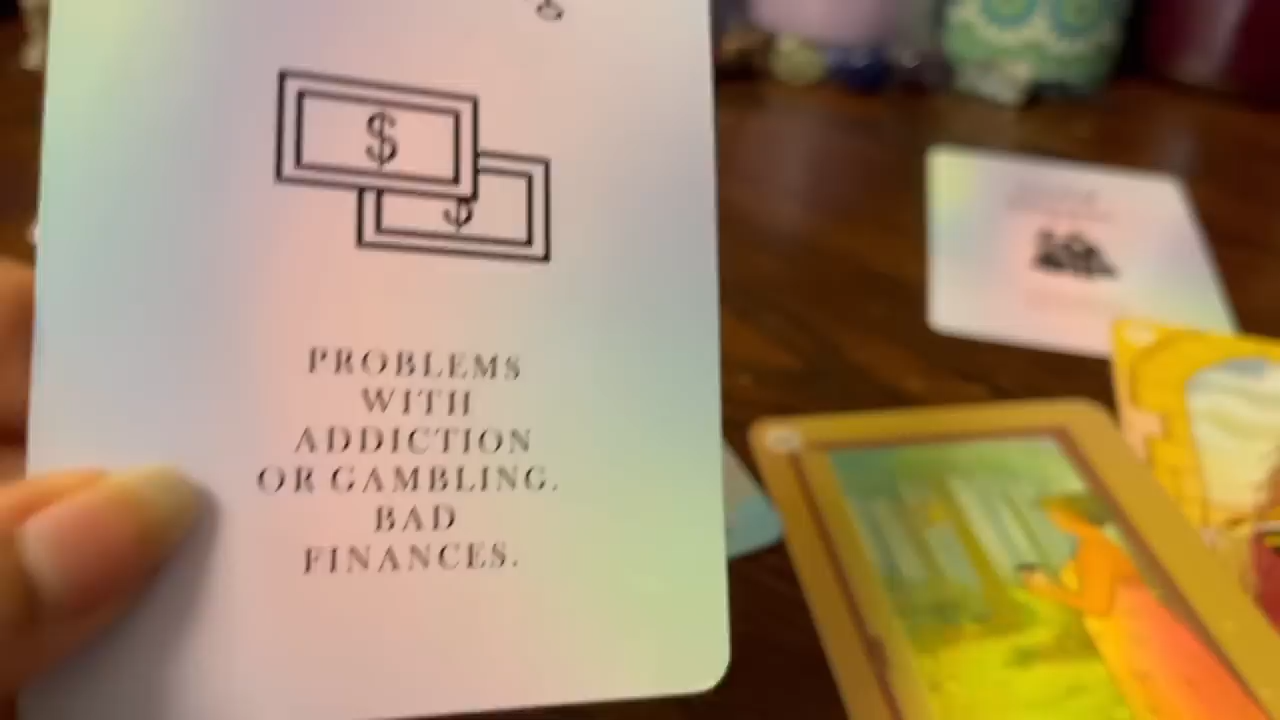 $
$
PROBLEMS
WITH
ADDICTION
OR GAMBLING.
BAD
FINANCES.